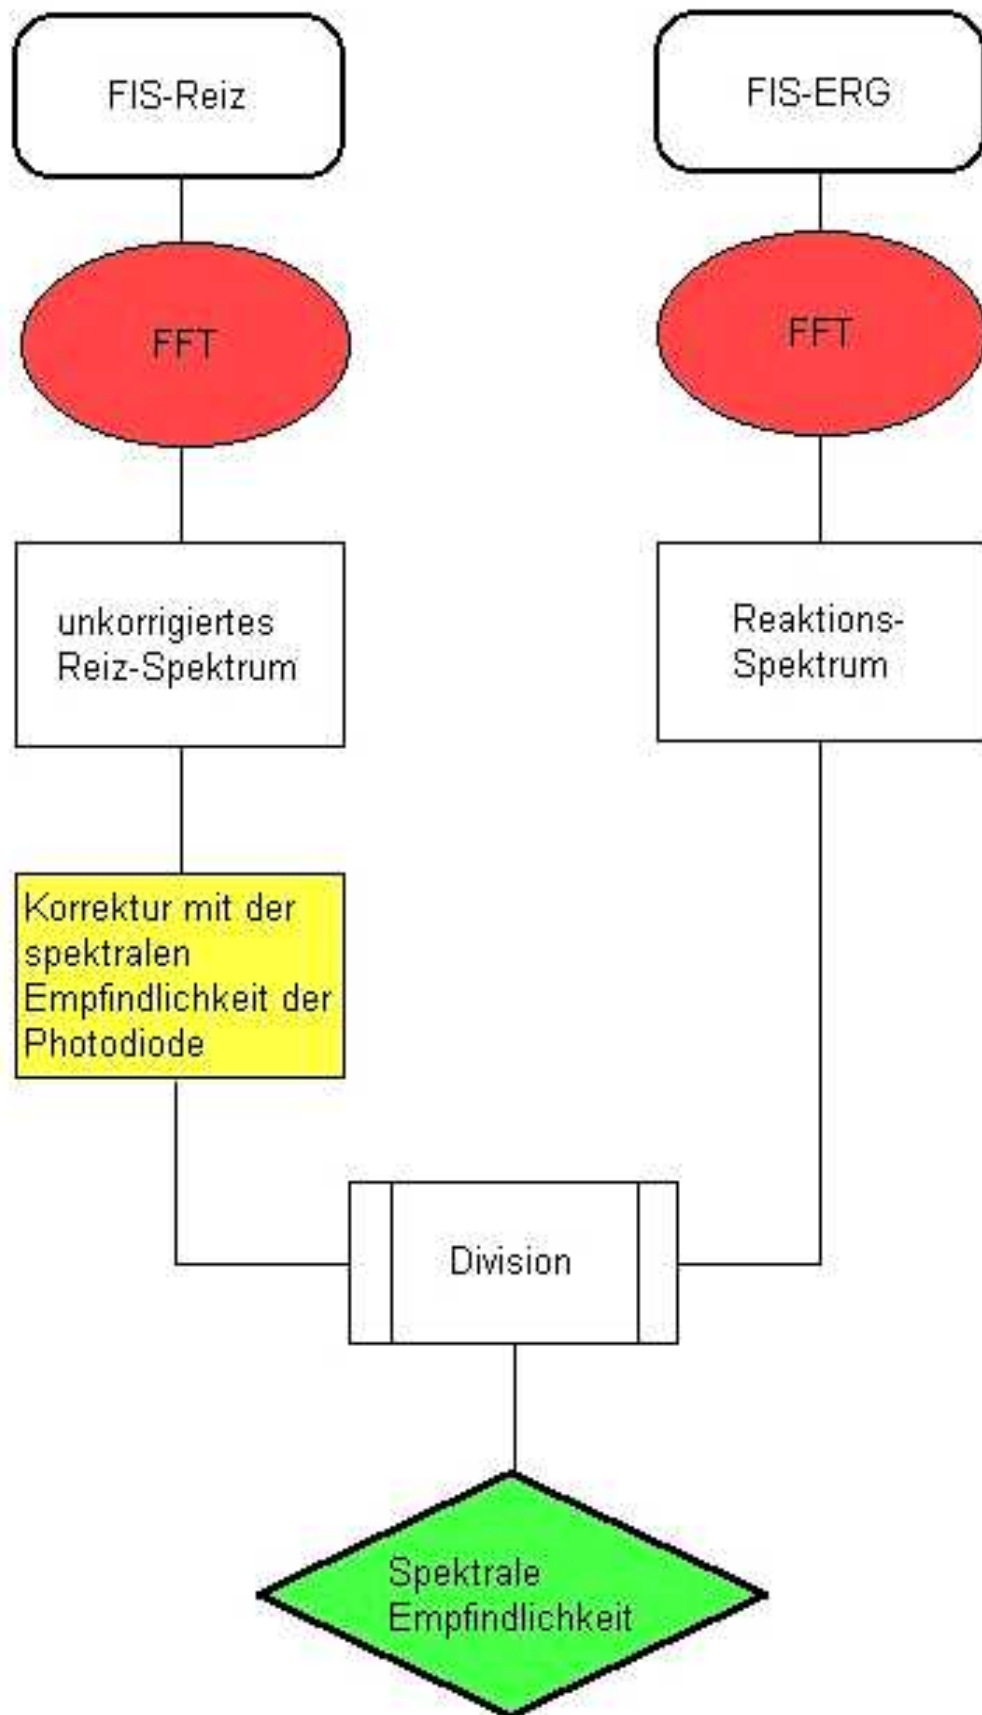 FIS-Reiz
FIS-ERG
FFT
FFT
unkorrigiertes
Reiz-Spektrum
Reaktions-
Spektrum
Korrektur mit der
spektralen
Empfindlichkeit der
Photodiode
Division
Spektrale
Empfindlichkeit